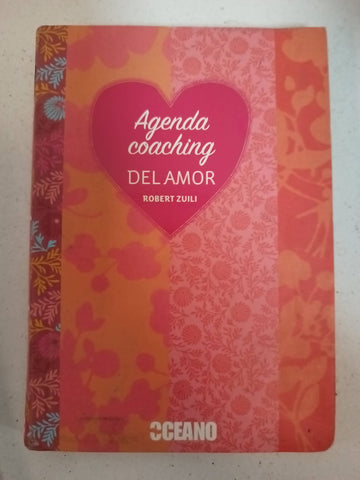 Agenda
coaching
DEL AMOR
ROBERT ZUILI
OCEANO